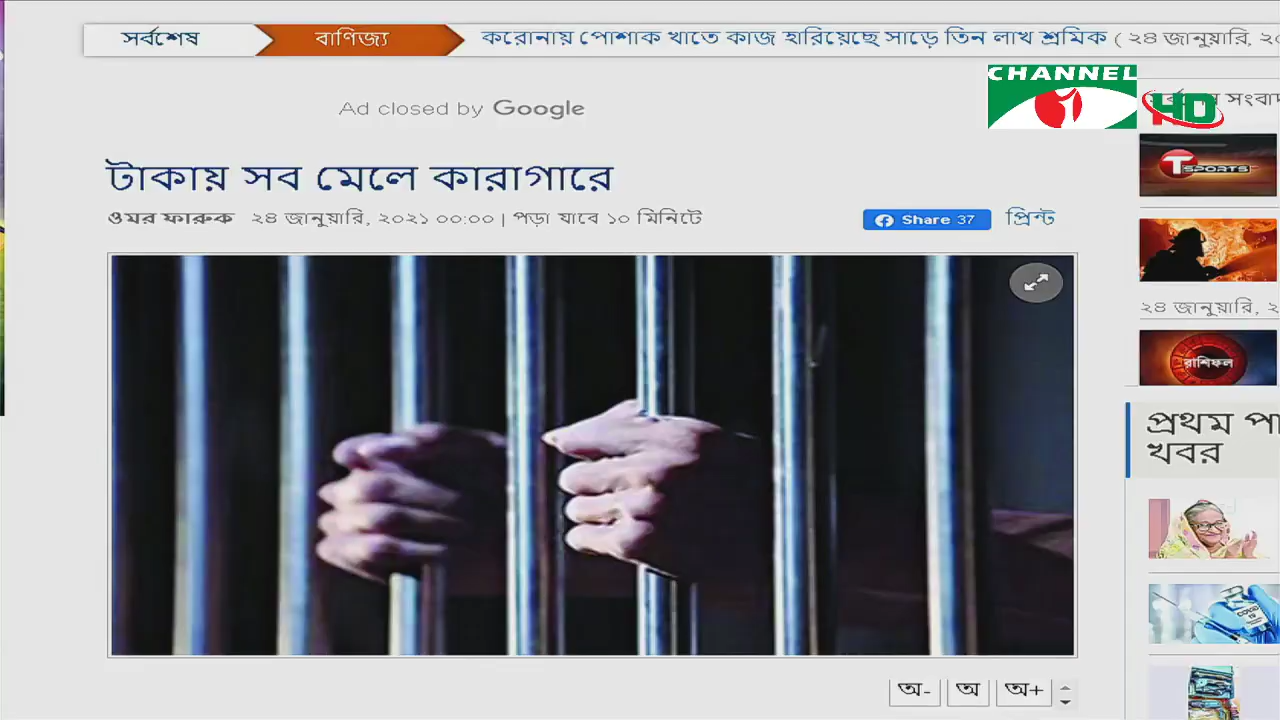 সর্বশেষ
বাণিজ্য
করোনায় পোশাক খাতে কাজ হারিয়েছে সাড়ে তিন লাখ শ্রমিক ( ২৪ জানুয়ারি,
CHANNEL
HD
Ad closed by Google
টাকায় সব মেলে কারাগারে
ওমর ফারুক ২৪ জানুয়ারি, ২০২১ ০০:০০ | পড়া যাবে ১০ মিনিটে
Share 37
প্রিন্ট
T SPORTS
২৪ জানুয়ারি,
রাশিফল
প্রথম
খবর
অ-
অ
অ+